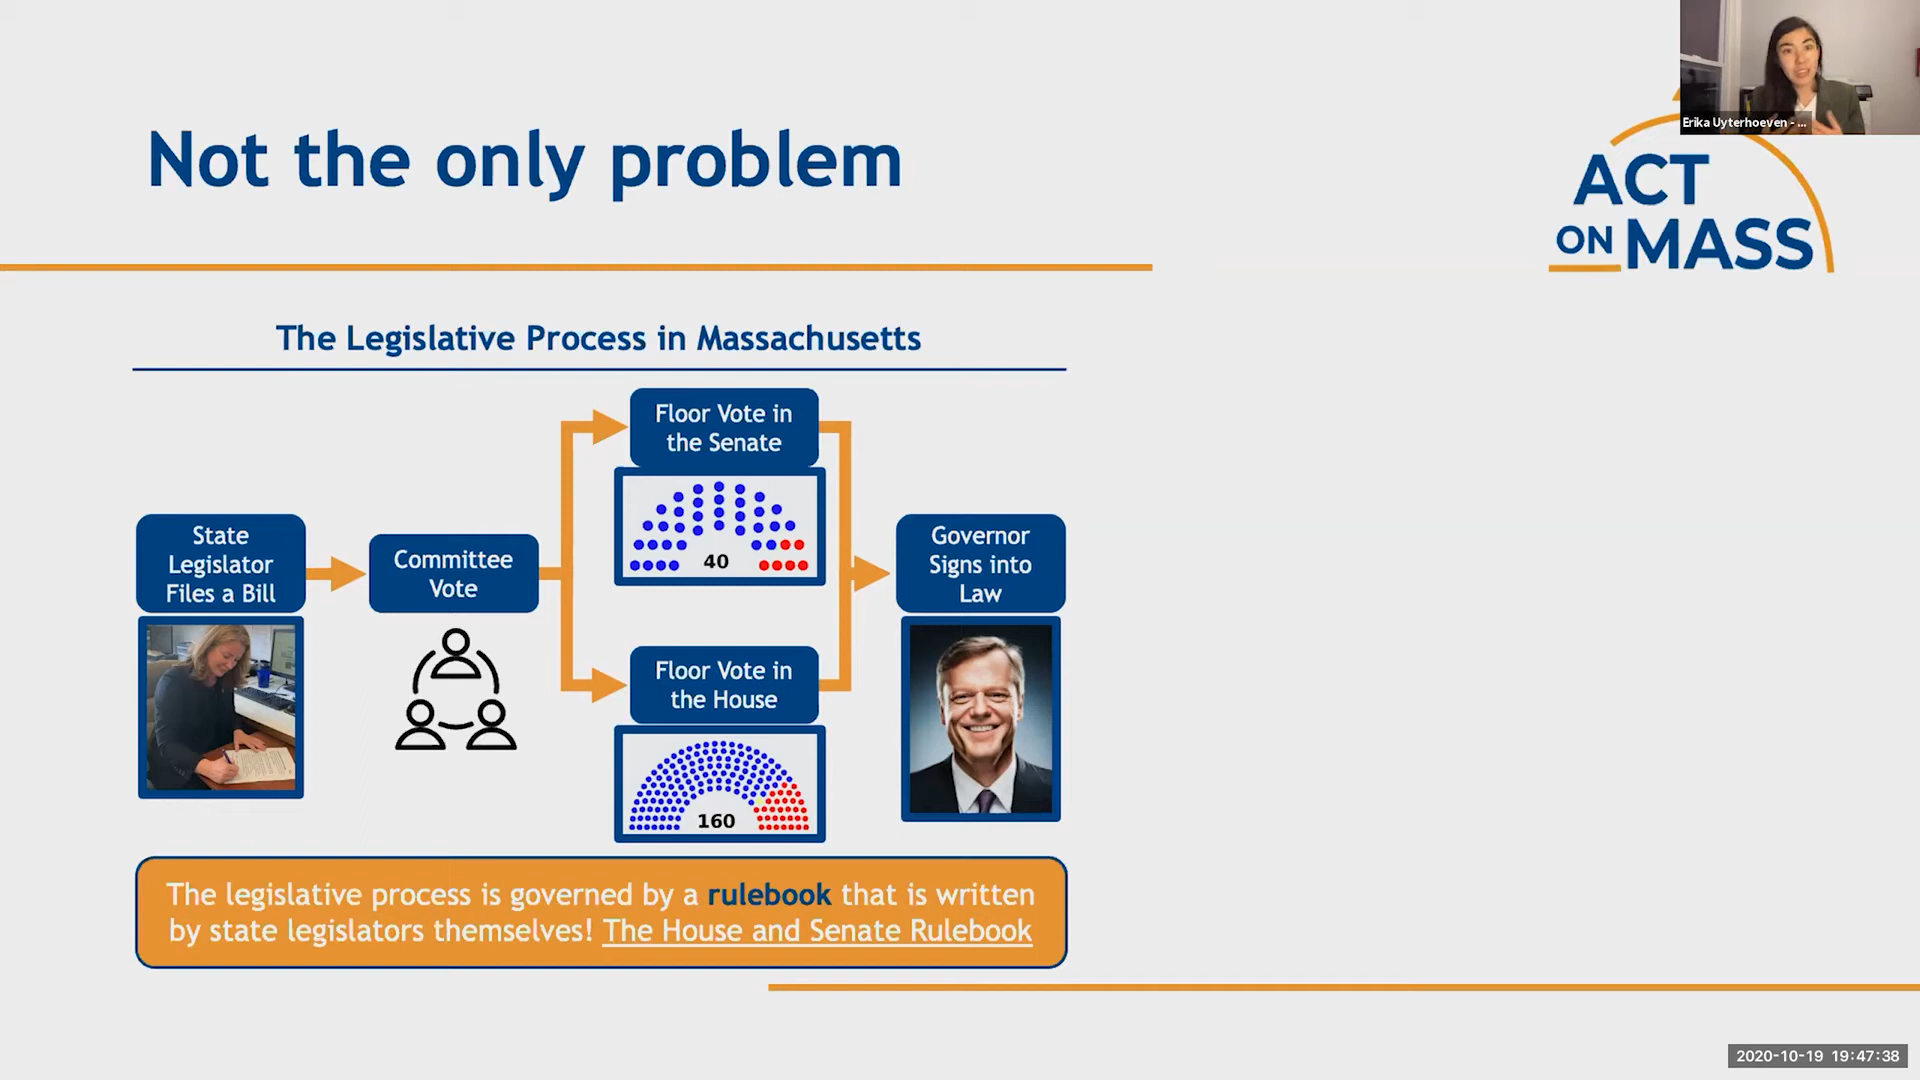 Erika Uyterhoeven - ...
Not the only problem
ACT
ON MASS
The Legislative Process in Massachusetts
State
Legislator
Files a Bill
Committee
Vote
Floor Vote in
the Senate
40
Floor Vote in
the House
160
Governor
Signs into
Law
The legislative process is governed by a rulebook that is written
by state legislators themselves! The House and Senate Rulebook
2020-10-19 19:47:38